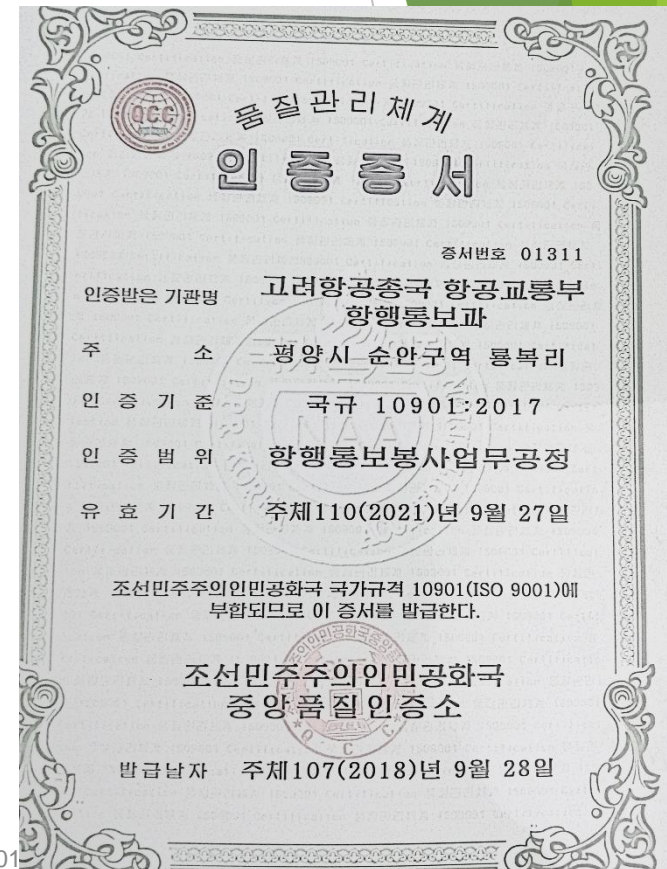 QCC
품질관리체계
인증증서
증서번호 01311
인증받은 기관명 고려항공총국 항공교통부
항행통보과
주 소 평양시 순안구역 룡복리
인 증 기 준 국규 10901:2017
인 증 범 위 항행통보봉사업무공정
유 효 기 간 주체110(2021)년 9월 27일
NAA
조선민주주의인민공화국 국가규격 10901(ISO 9001)에
부합되므로 이 증서를 발급한다.
조선민주주의인민공화국
중앙품질인증소
QCC
발급날자 주체107(2018)년 9월 28일
01